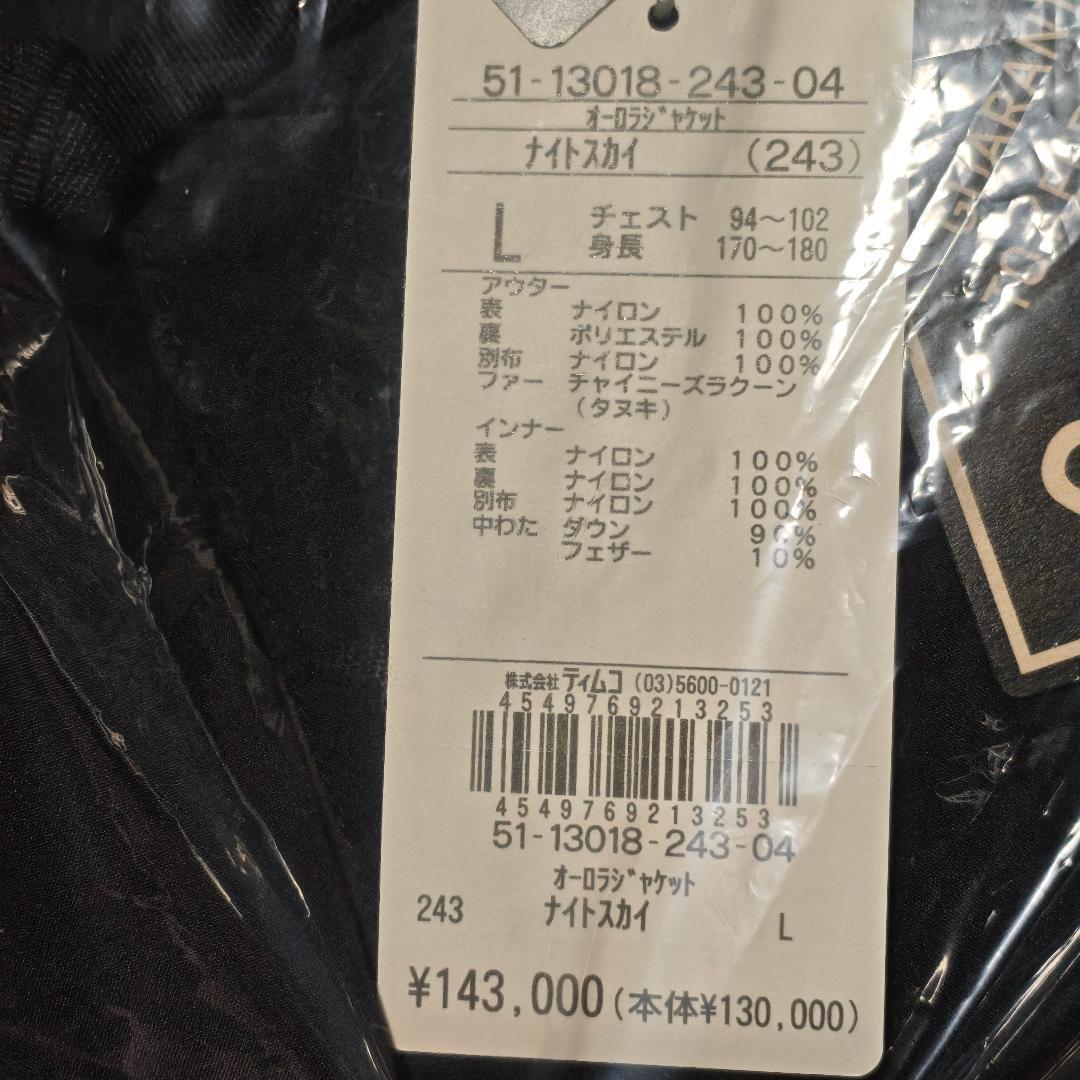 51-13018-243-04
オーロラジャケット
ナイトスカイ (243)
L チェスト 94～102
身長 170～180
アウター
表 ナイロン 100%
裏 ポリエステル 100%
別布 ナイロン 100%
ファー チャイニーズラクーン
(タヌキ)
インナー
表 ナイロン 100%
裏 ナイロン 100%
別布 ナイロン 100%
中わた ダウン 90%
フェザー 10%
株式会社 ティムコ (03)5600-0121
4549769213253
4549769213253
51-13018-243-04
オーロラジャケット
243 ナイトスカイ L
¥143,000(本体¥130,000)
TO